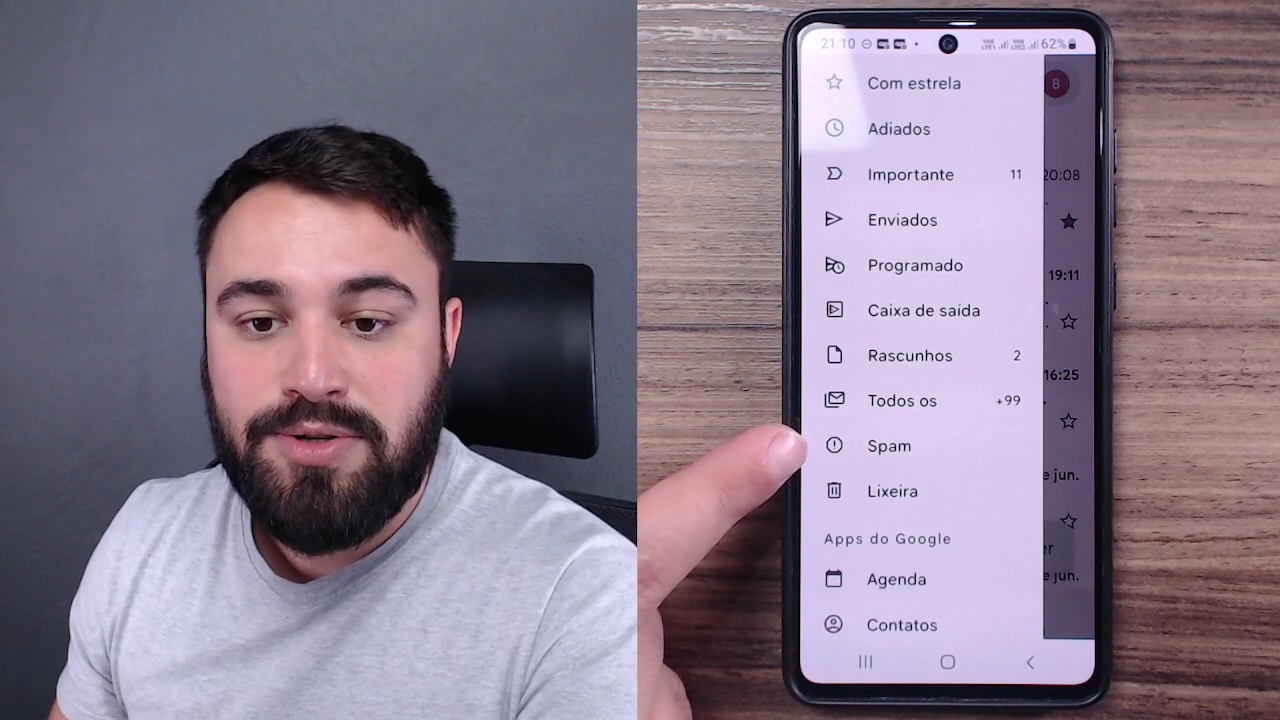 21:10
62%
Com estrela
B
Adiados
Importante 11
20:08
Enviados
Programado
19:11
Caixa de saída
Rascunhos 2
16:25
Todos os +99
Spam
e jun.
Lixeira
Apps do Google
er
Agenda
e jun.
Contatos